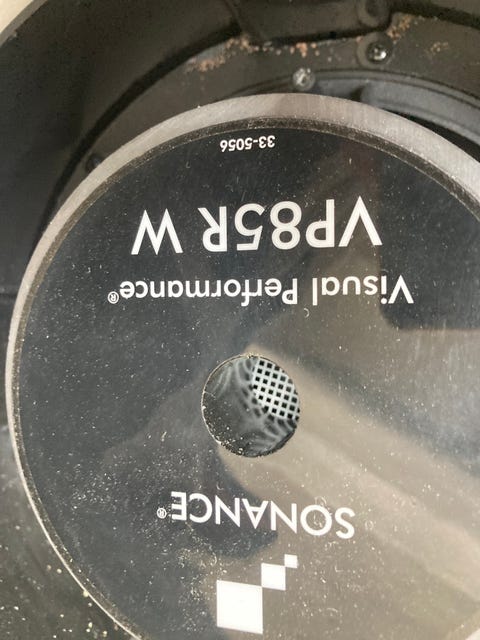 SONANCE®
Visual Performance®
VP85R W
33-5056